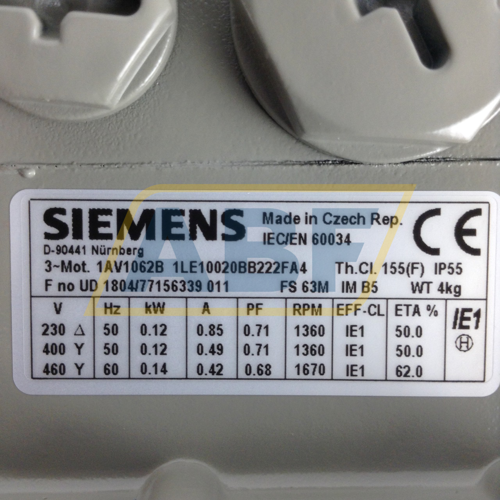 SIEMENS Made in Czech Rep. CE
D-90441 Nürnberg IEC/EN 60034
3~Mot. 1AV1062B 1LE10020BB222FA4 Th.Cl. 155(F) IP55
F no UD 1804/77156339 011 FS 63M IM B5 WT 4kg
V Hz kW A PF RPM EFF-CL ETA % IE1
230 Δ 50 0.12 0.85 0.71 1360 IE1 50.0
400 Y 50 0.12 0.49 0.71 1360 IE1 50.0
460 Y 60 0.14 0.42 0.68 1670 IE1 62.0
H
ABF